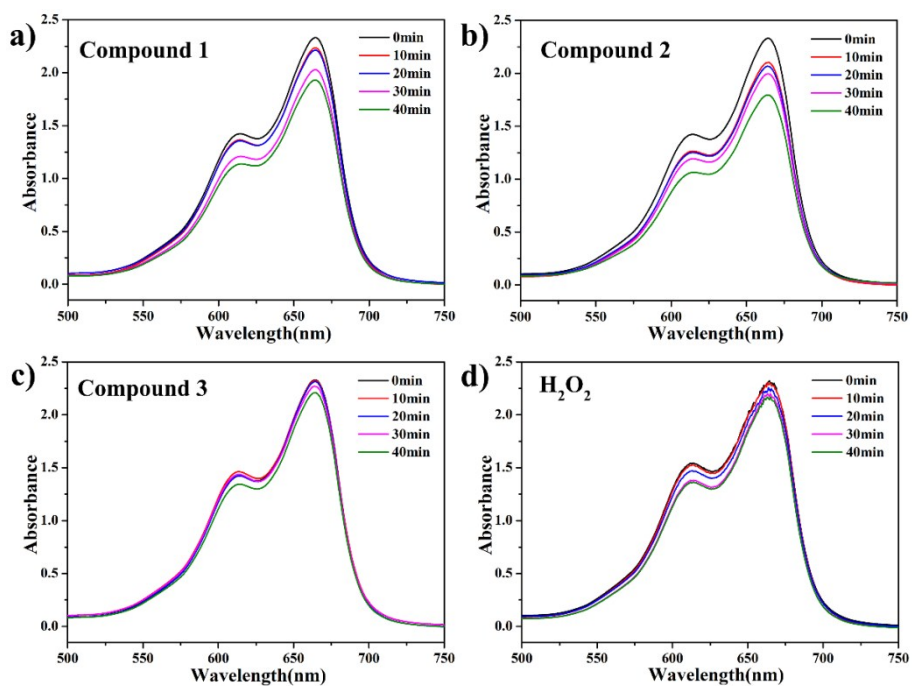 a)
Compound 1
0min
10min
20min
30min
40min
Absorbance
2.5
2.0
1.5
1.0
0.5
0.0
500 550 600 650 700 750
Wavelength(nm)
b)
Compound 2
0min
10min
20min
30min
40min
Absorbance
2.5
2.0
1.5
1.0
0.5
0.0
500 550 600 650 700 750
Wavelength(nm)
c)
Compound 3
0min
10min
20min
30min
40min
Absorbance
2.5
2.0
1.5
1.0
0.5
0.0
500 550 600 650 700 750
Wavelength(nm)
d)
H₂O₂
0min
10min
20min
30min
40min
Absorbance
2.5
2.0
1.5
1.0
0.5
0.0
500 550 600 650 700 750
Wavelength(nm)